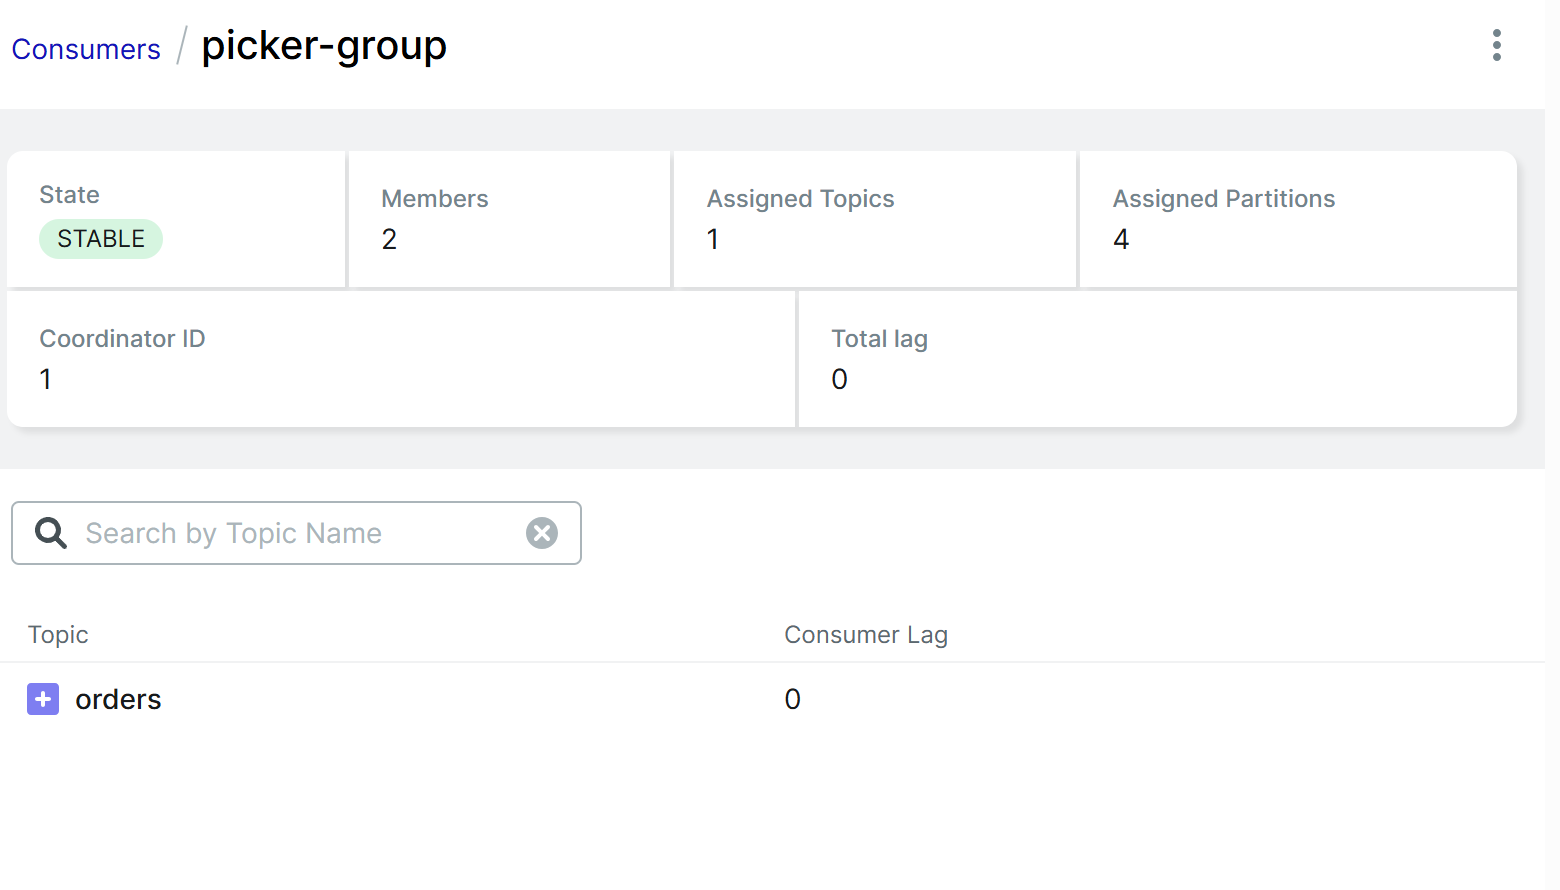 Consumers / picker-group
State
STABLE
Members
2
Assigned Topics
1
Assigned Partitions
4
Coordinator ID
1
Total lag
0
Search by Topic Name
Topic Consumer Lag
orders 0